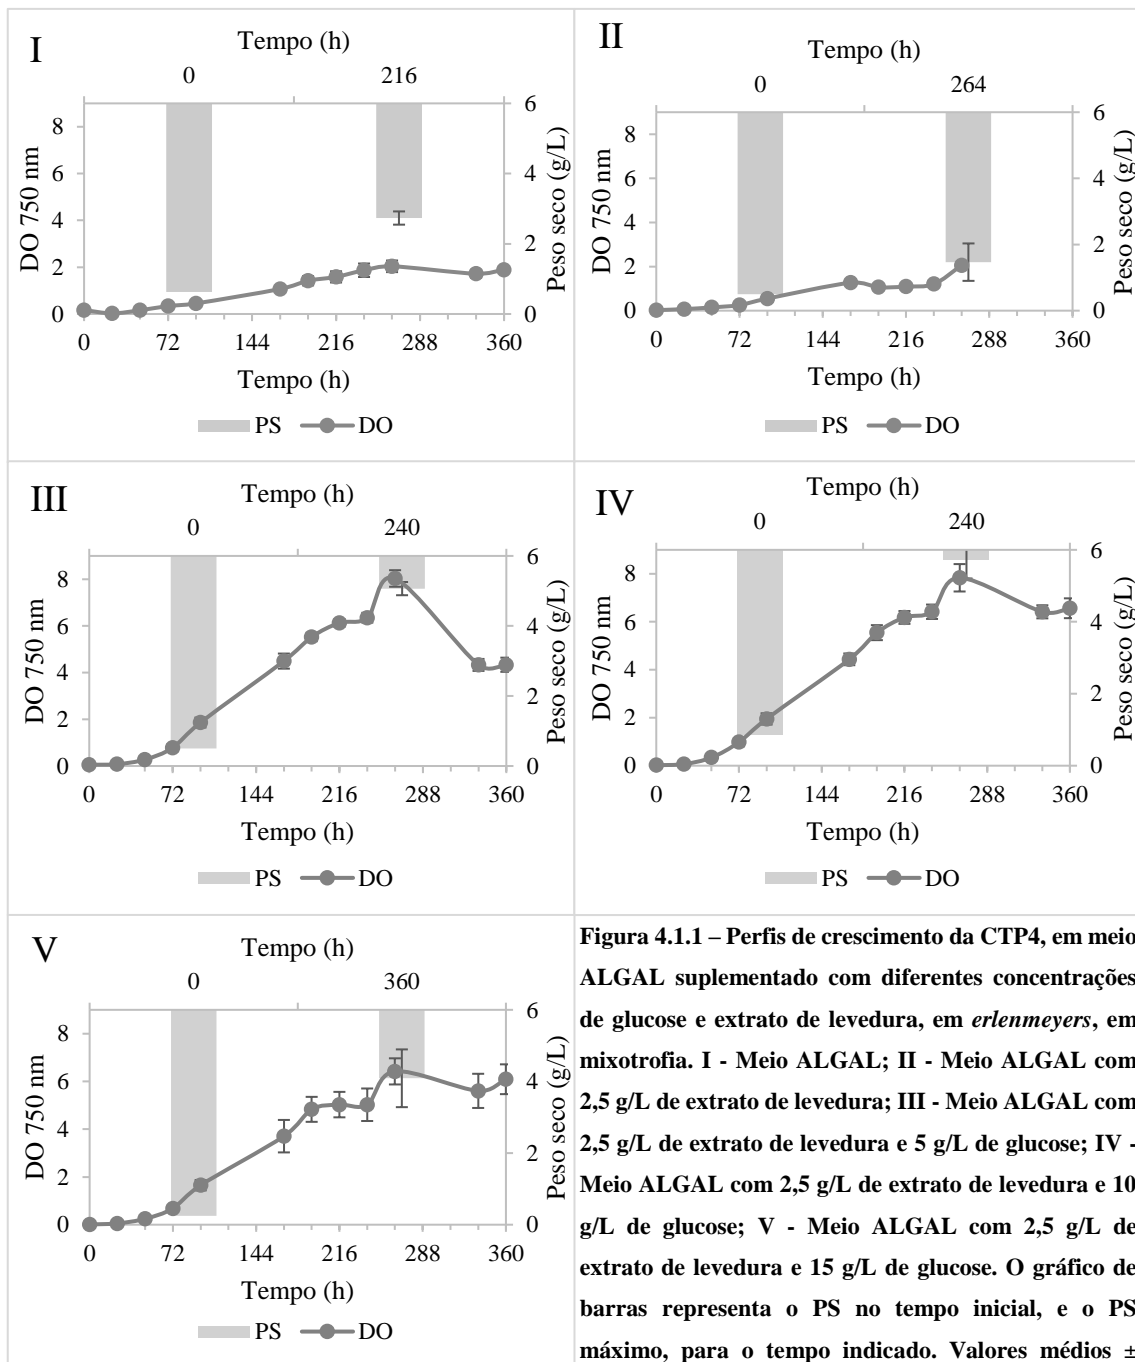 I
Tempo (h)
0 216
8
6
4
2
0
6
4
2
0
DO 750 nm
Peso seco (g/L)
0 72 144 216 288 360
Tempo (h)
PS DO
II
Tempo (h)
0 264
8
6
4
2
0
6
4
2
0
DO 750 nm
Peso seco (g/L)
0 72 144 216 288 360
Tempo (h)
PS DO
III
Tempo (h)
0 240
8
6
4
2
0
6
4
2
0
DO 750 nm
Peso seco (g/L)
0 72 144 216 288 360
Tempo (h)
PS DO
IV
Tempo (h)
0 240
8
6
4
2
0
6
4
2
0
DO 750 nm
Peso seco (g/L)
0 72 144 216 288 360
Tempo (h)
PS DO
V
Tempo (h)
0 360
8
6
4
2
0
6
4
2
0
DO 750 nm
Peso seco (g/L)
0 72 144 216 288 360
Tempo (h)
PS DO
Figura 4.1.1 – Perfis de crescimento da CTP4, em meio
ALGAL suplementado com diferentes concentrações
de glucose e extrato de levedura, em erlenmeyers, em
mixotrofia. I - Meio ALGAL; II - Meio ALGAL com
2,5 g/L de extrato de levedura; III - Meio ALGAL com
2,5 g/L de extrato de levedura e 5 g/L de glucose; IV -
Meio ALGAL com 2,5 g/L de extrato de levedura e 10
g/L de glucose; V - Meio ALGAL com 2,5 g/L de
extrato de levedura e 15 g/L de glucose. O gráfico de
barras representa o PS no tempo inicial, e o PS
máximo, para o tempo indicado. Valores médios ±